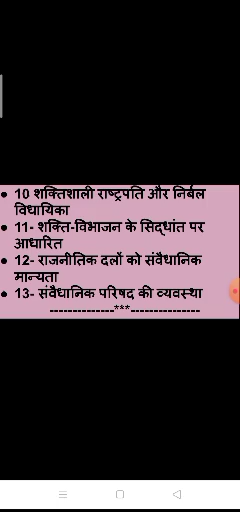 • 10 शक्तिशाली राष्ट्रपति और निर्बल
विधायिका
• 11- शक्ति-विभाजन के सिद्धांत पर
आधारित
• 12- राजनीतिक दलों को संवैधानिक
मान्यता
• 13- संवैधानिक परिषद की व्यवस्था
--------------***---------------